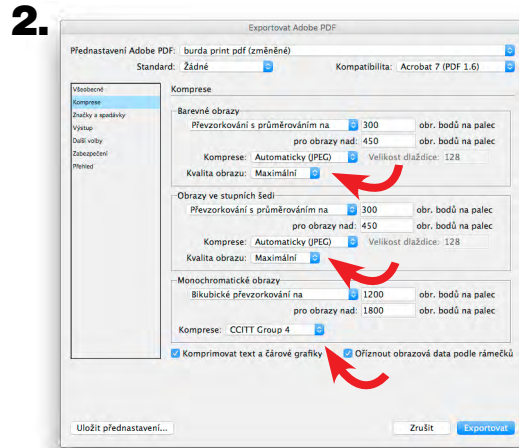 2.
Exportovat Adobe PDF
Přednastavení Adobe PDF: burda print pdf (změněné)
Standard: Žádné Kompatibilita: Acrobat 7 (PDF 1.6)
Všeobecné
Komprese
Značky a spadávky
Výstup
Další volby
Zabezpečení
Přehled
Komprese
Barevné obrazy
Převzorkování s průměrováním na 300 obr. bodů na palec
pro obrazy nad: 450 obr. bodů na palec
Komprese: Automaticky (JPEG) Velikost dlaždice: 128
Kvalita obrazu: Maximální
Obrazy ve stupních šedi
Převzorkování s průměrováním na 300 obr. bodů na palec
pro obrazy nad: 450 obr. bodů na palec
Komprese: Automaticky (JPEG) Velikost dlaždice: 128
Kvalita obrazu: Maximální
Monochromatické obrazy
Bikubické převzorkování na 1200 obr. bodů na palec
pro obrazy nad: 1800 obr. bodů na palec
Komprese: CCITT Group 4
Komprimovat text a čárové grafiky Oříznout obrazová data podle rámečků
Uložit přednastavení... Zrušit Exportovat